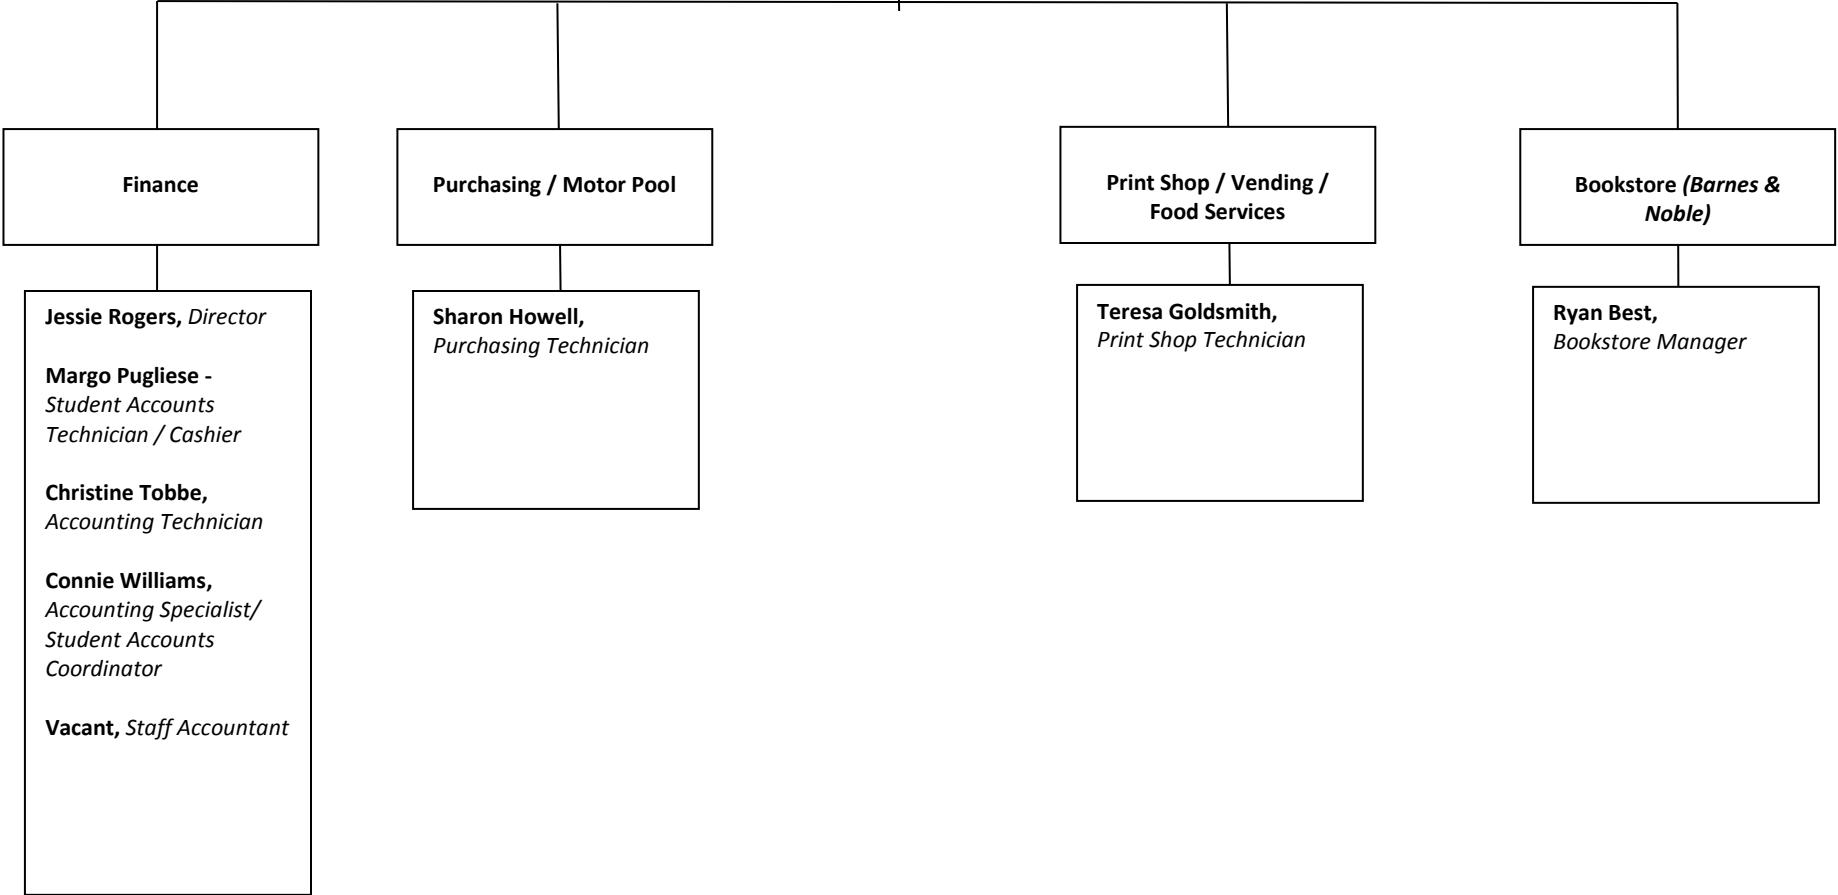 Finance
Purchasing / Motor Pool
Print Shop / Vending /
Food Services
Bookstore (Barnes &
Noble)
Jessie Rogers, Director
Margo Pugliese -
Student Accounts
Technician / Cashier
Christine Tobbe,
Accounting Technician
Connie Williams,
Accounting Specialist/
Student Accounts
Coordinator
Vacant, Staff Accountant
Sharon Howell,
Purchasing Technician
Teresa Goldsmith,
Print Shop Technician
Ryan Best,
Bookstore Manager